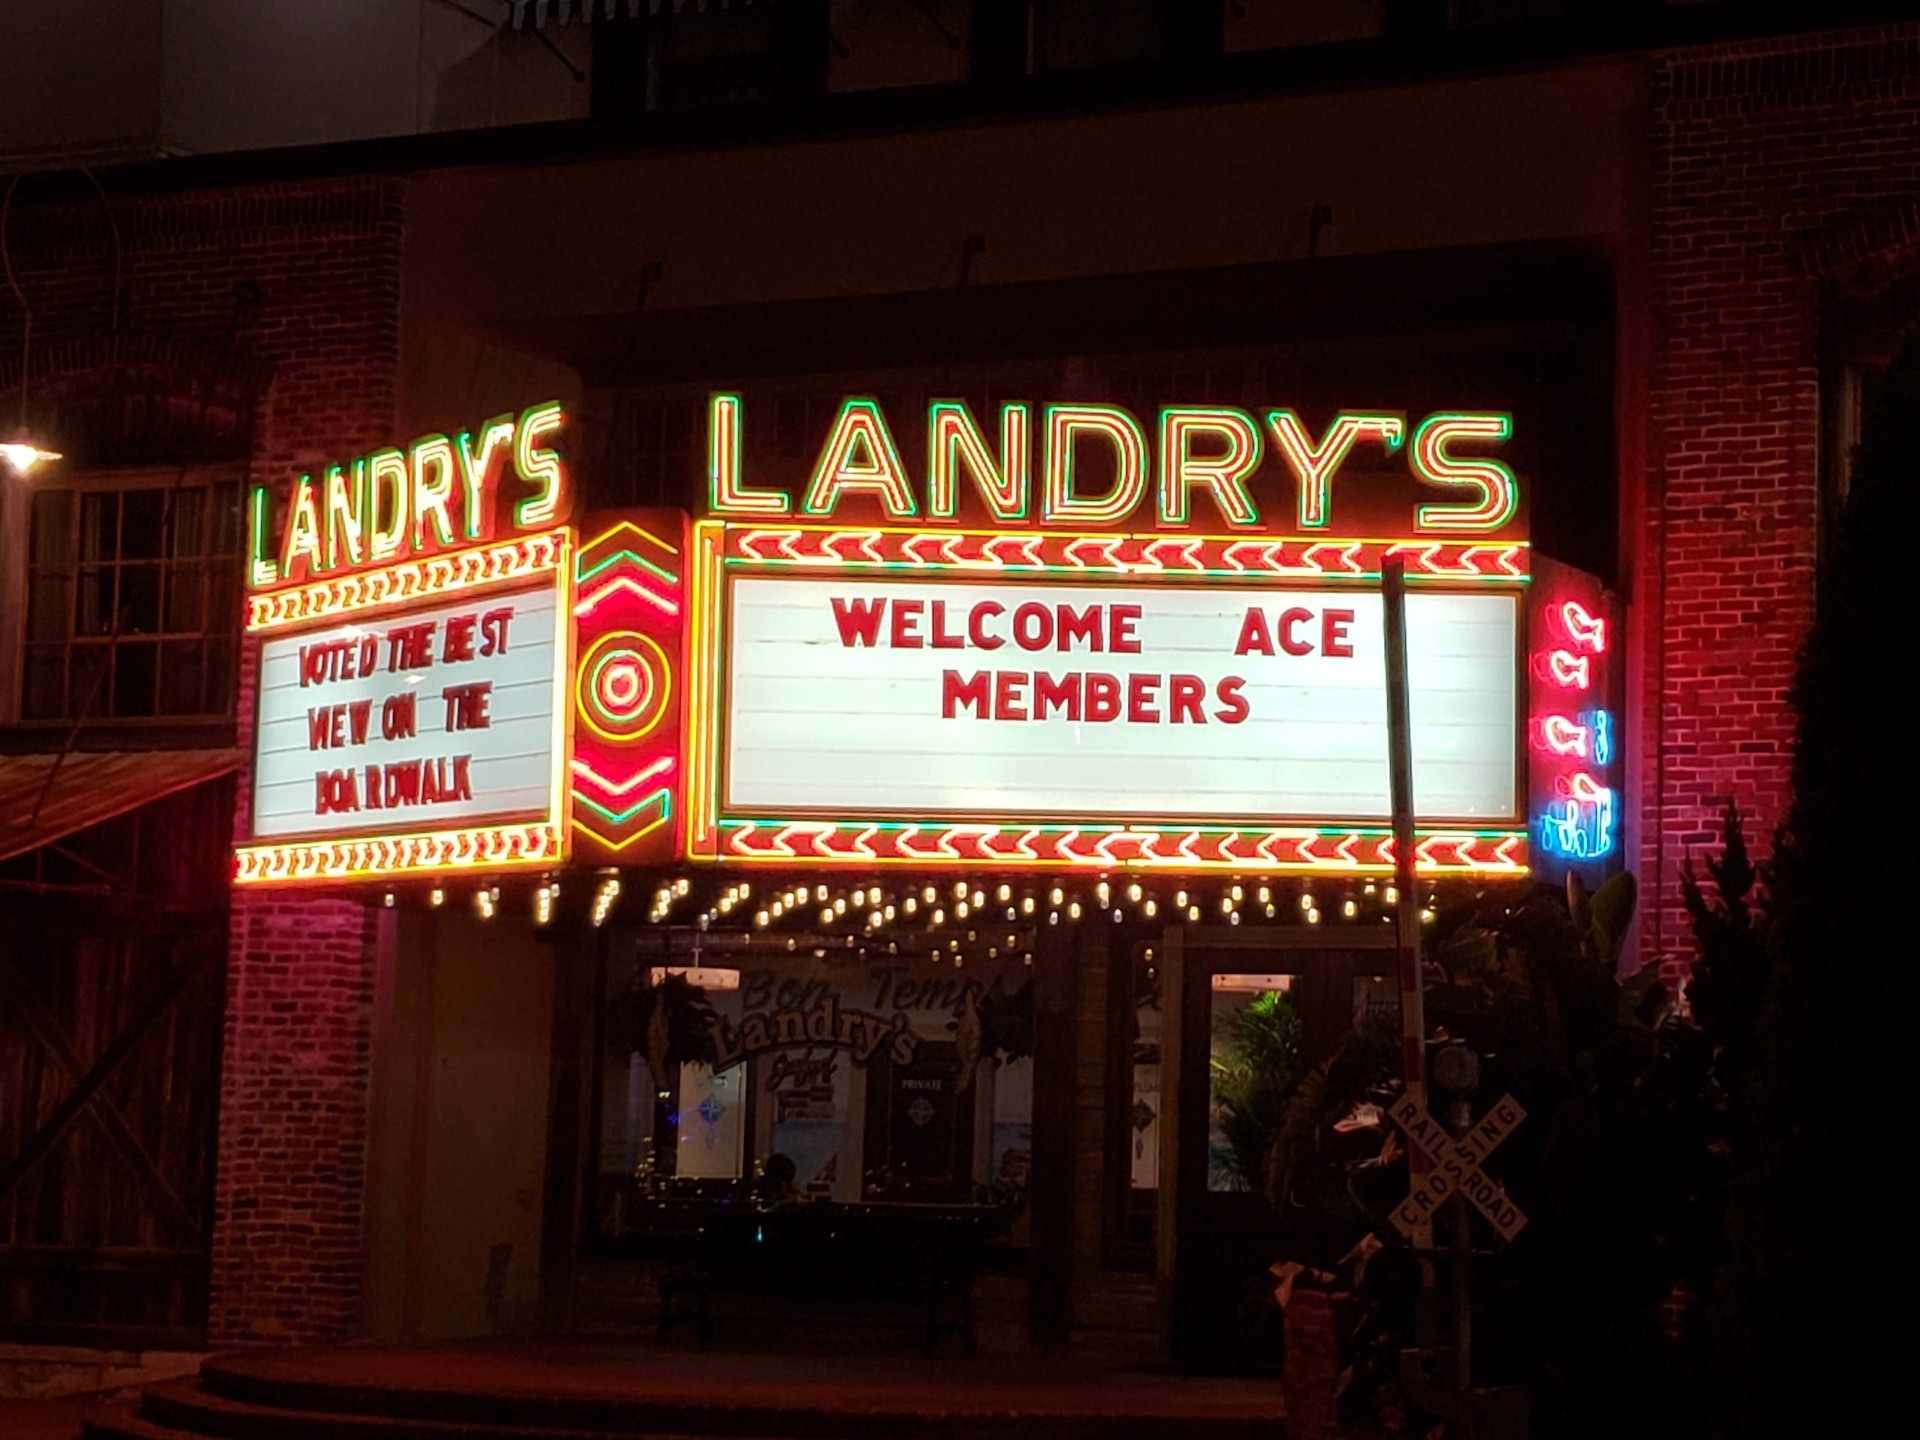 LANDRY'S
VOTED THE BEST
VIEW ON THE
BOARDWALK
LANDRY'S
WELCOME ACE
MEMBERS
Bon Temps
Landry's
PRIVATE
RAILROAD
CROSSING